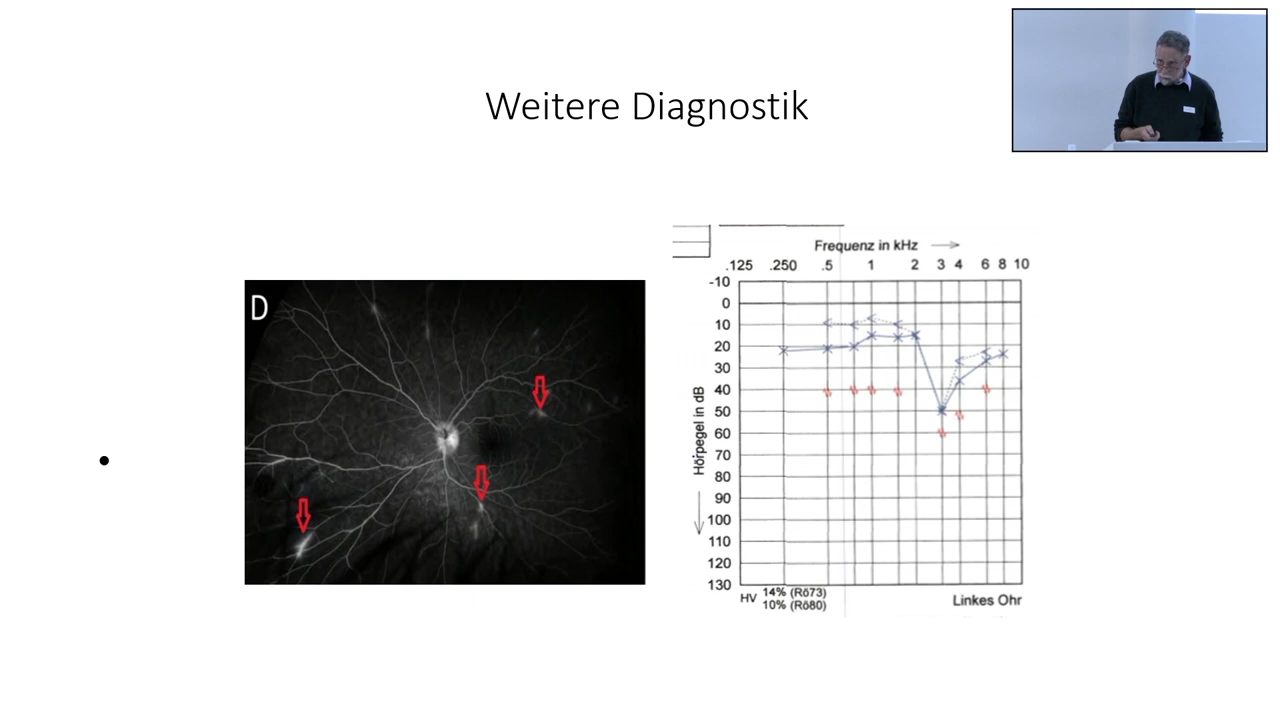 Weitere Diagnostik
D
Frequenz in kHz
.125 .250 .5 1 2 3 4 6 8 10
Hörpegel in dB
-10
0
10
20
30
40
50
60
70
80
90
100
110
120
130
HV 14% (Rö73)
10% (Rö80)
Linkes Ohr